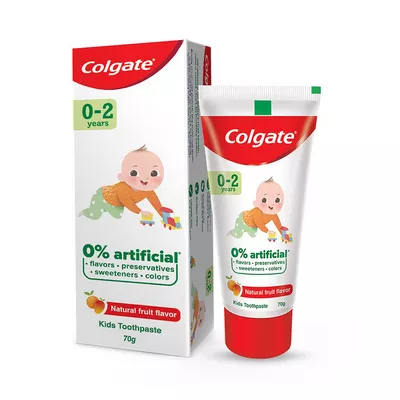 Colgate®
0-2
years
0% artificial*
• flavors • preservatives
• sweeteners • colors
Natural fruit flavor
Kids Toothpaste
70g
Colgate®
0-2
years
0% artificial*
• flavors • preservatives
• sweeteners • colors
Natural fruit flavor
Kids Toothpaste
70g